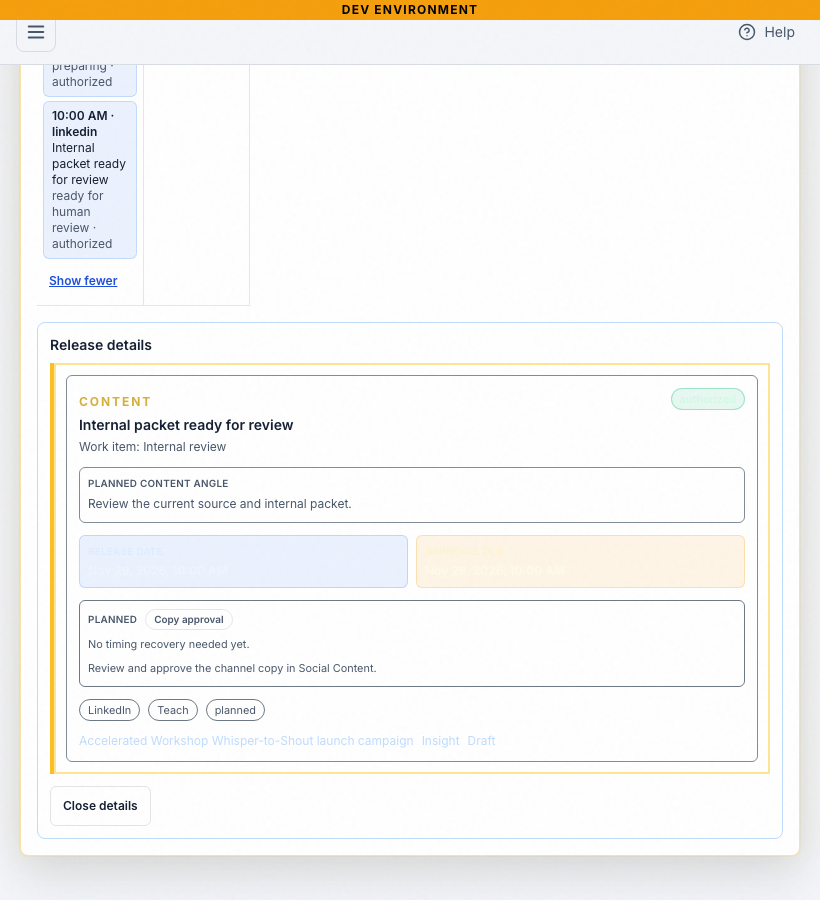 DEV ENVIRONMENT
Help
preparing ·
authorized
10:00 AM ·
linkedin
Internal
packet ready
for review
ready for
human
review ·
authorized
Show fewer
Release details
CONTENT
Internal packet ready for review
Work item: Internal review
PLANNED CONTENT ANGLE
Review the current source and internal packet.
RELEASE DATE
PLANNED Copy approval
No timing recovery needed yet.
Review and approve the channel copy in Social Content.
LinkedIn Teach planned
Accelerated Workshop Whisper-to-Shout launch campaign Insight Draft
Close details